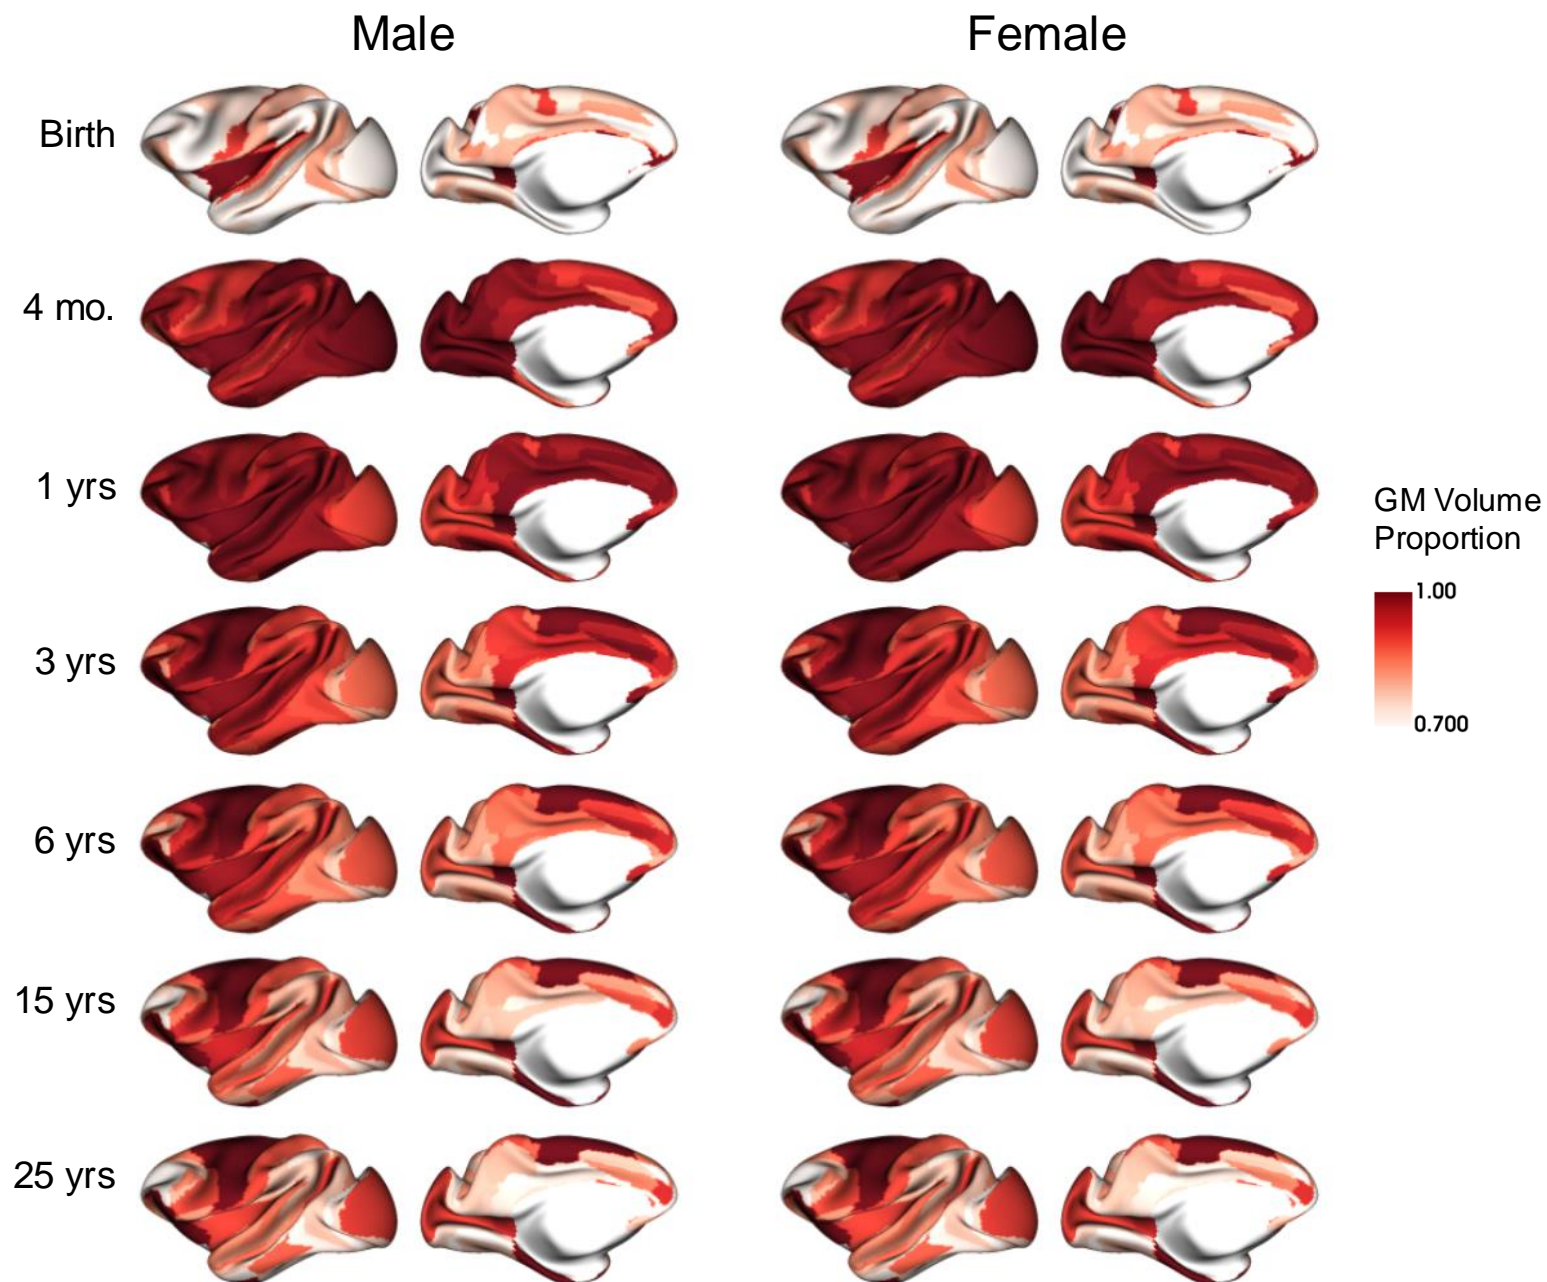 Male
Female
Birth
4 mo.
1 yrs
GM Volume
Proportion
1.00
3 yrs
0.700
6 yrs
15 yrs
25 yrs